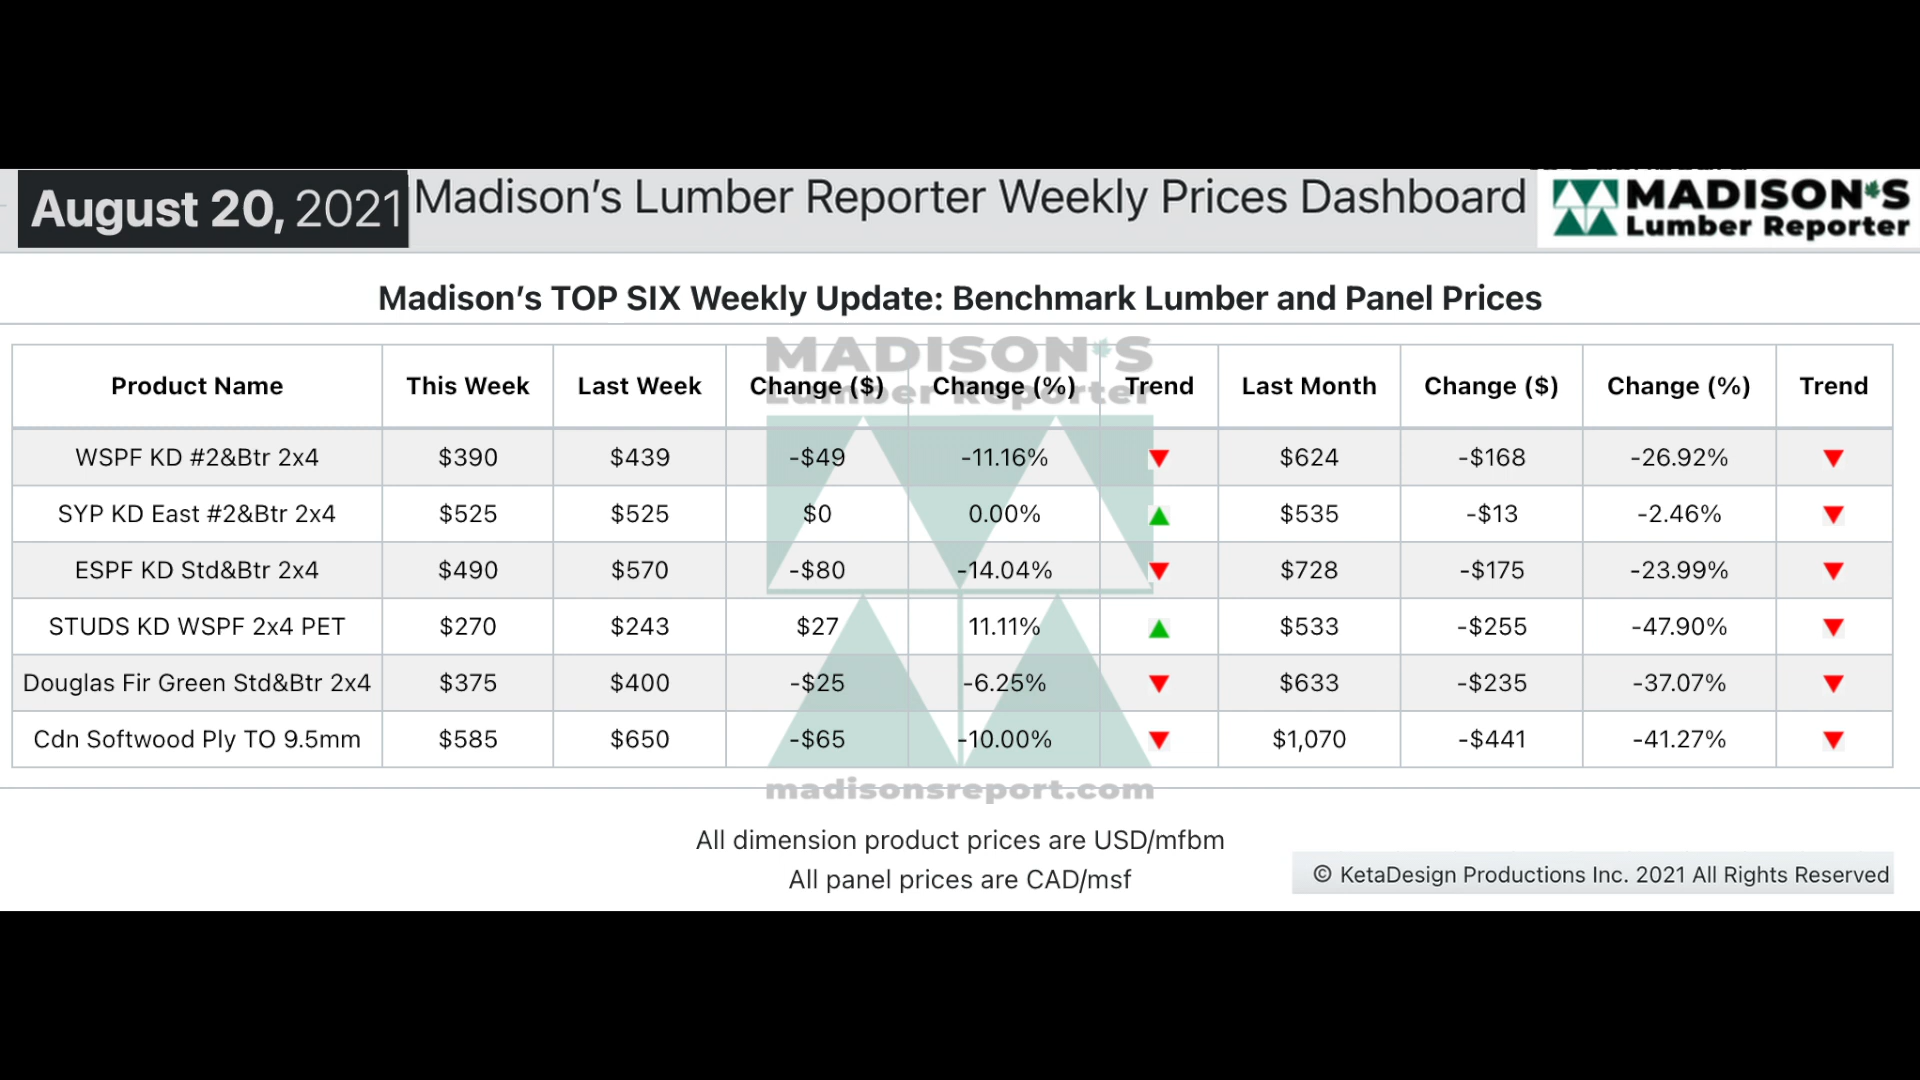 August 20, 2021 Madison’s Lumber Reporter Weekly Prices Dashboard MADISON'S
Lumber Reporter
Madison’s TOP SIX Weekly Update: Benchmark Lumber and Panel Prices
MADISON'S
Lumber Reporter
Product Name This Week Last Week Change ($) Change (%) Trend Last Month Change ($) Change (%) Trend
WSPF KD #2&Btr 2x4 $390 $439 -$49 -11.16% $624 -$168 -26.92%
SYP KD East #2&Btr 2x4 $525 $525 $0 0.00% $535 -$13 -2.46%
ESPF KD Std&Btr 2x4 $490 $570 -$80 -14.04% $728 -$175 -23.99%
STUDS KD WSPF 2x4 PET $270 $243 $27 11.11% $533 -$255 -47.90%
Douglas Fir Green Std&Btr 2x4 $375 $400 -$25 -6.25% $633 -$235 -37.07%
Cdn Softwood Ply TO 9.5mm $585 $650 -$65 -10.00% $1,070 -$441 -41.27%
madisonsreport.com
All dimension product prices are USD/mfbm
All panel prices are CAD/msf
© KetaDesign Productions Inc. 2021 All Rights Reserved